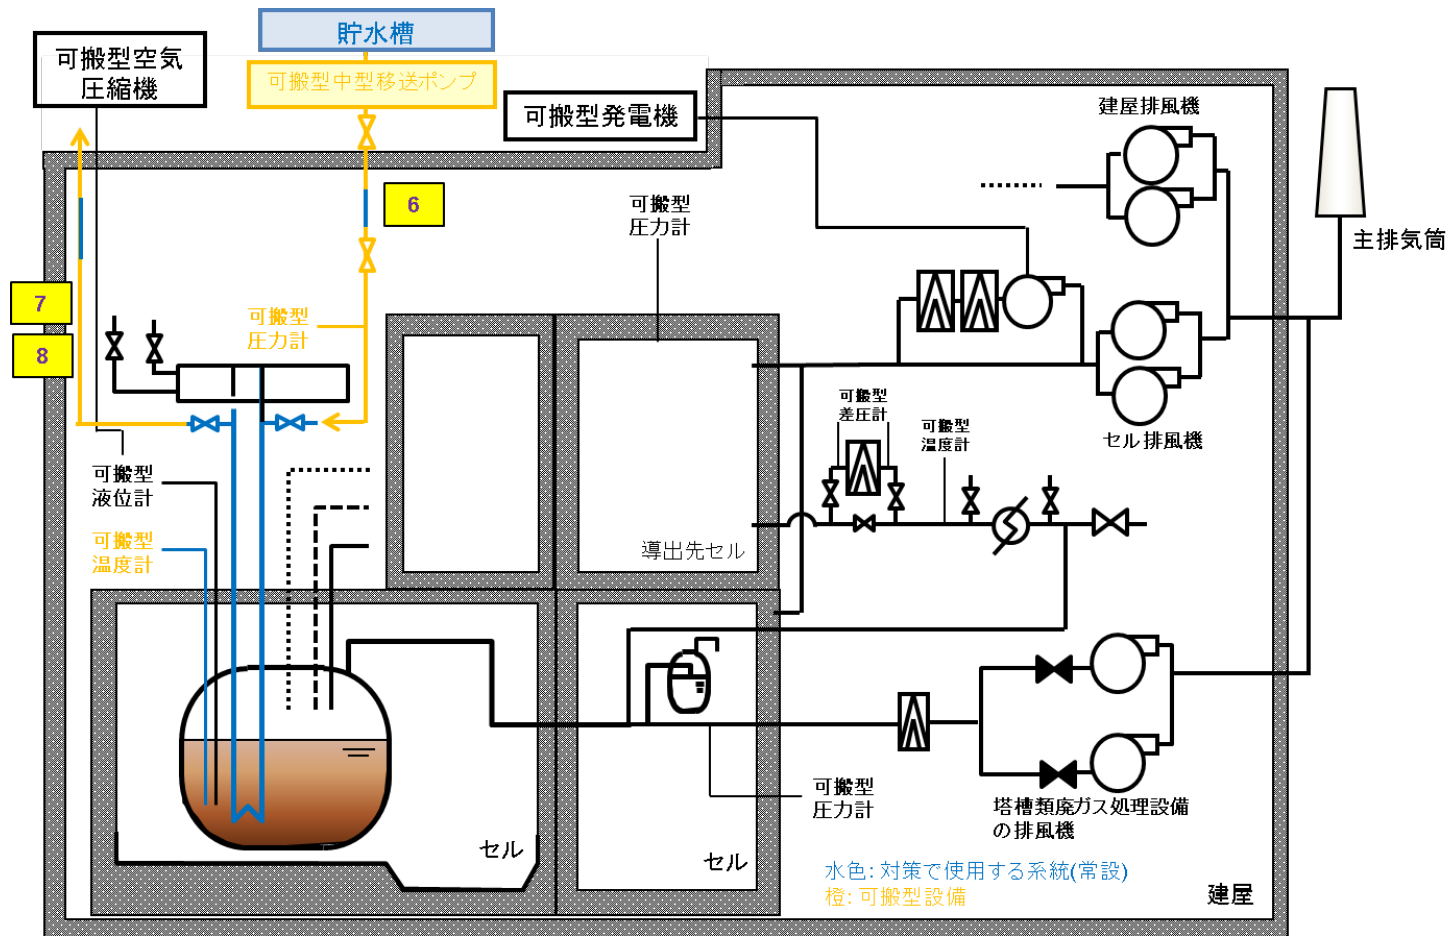 貯水槽
可搬型空気
圧縮機
可搬型中型移送ポンプ
可搬型発電機
建屋排風機
6
可搬型
圧力計
主排気筒
7
可搬型
圧力計
8
可搬型
差圧計
可搬型
温度計
セル排風機
可搬型
液位計
可搬型
温度計
導出先セル
可搬型
圧力計
塔槽類廃ガス処理設備
の排風機
セル
セル
水色：対策で使用する系統(常設)
橙：可搬型設備
建屋